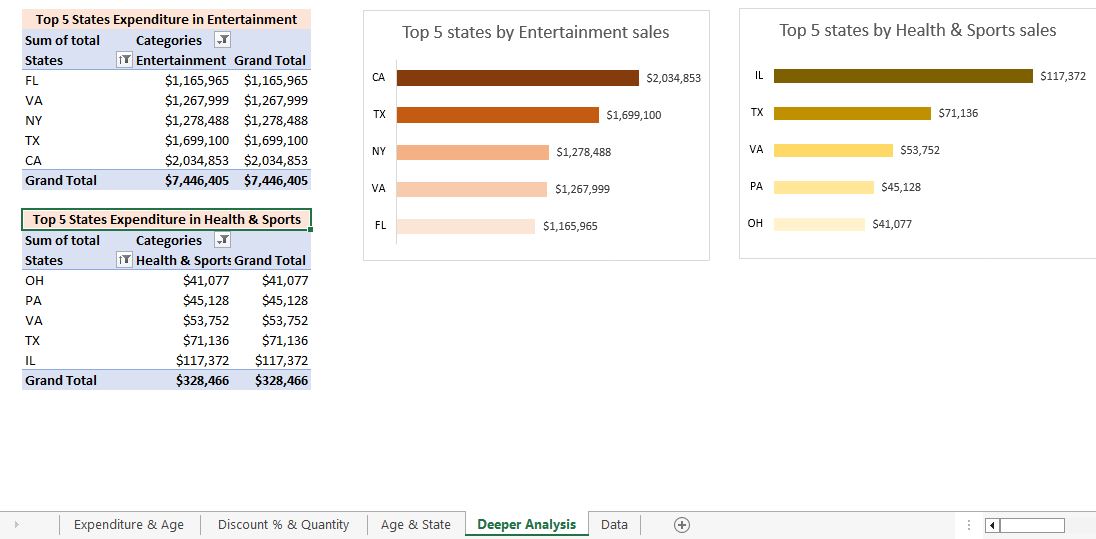 Top 5 States Expenditure in Entertainment
Sum of total Categories
States Entertainment Grand Total
FL $1,165,965 $1,165,965
VA $1,267,999 $1,267,999
NY $1,278,488 $1,278,488
TX $1,699,100 $1,699,100
CA $2,034,853 $2,034,853
Grand Total $7,446,405 $7,446,405
Top 5 States Expenditure in Health & Sports
Sum of total Categories
States Health & Sports Grand Total
OH $41,077 $41,077
PA $45,128 $45,128
VA $53,752 $53,752
TX $71,136 $71,136
IL $117,372 $117,372
Grand Total $328,466 $328,466
Top 5 states by Entertainment sales
CA $2,034,853
TX $1,699,100
NY $1,278,488
VA $1,267,999
FL $1,165,965
Top 5 states by Health & Sports sales
IL $117,372
TX $71,136
VA $53,752
PA $45,128
OH $41,077
Expenditure & Age Discount % & Quantity Age & State Deeper Analysis Data